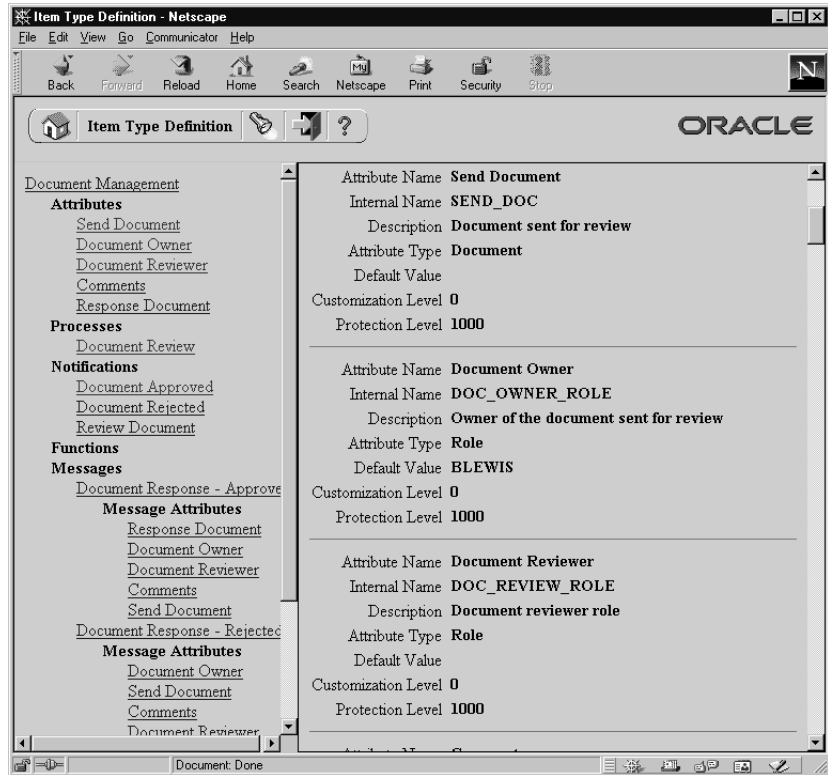 Item Type Definition - Netscape
File Edit View Go Communicator Help
Back Forward Reload Home Search Netscape Print Security Stop
My
N
Item Type Definition
?
ORACLE
Document Management
Attributes
Send Document
Document Owner
Document Reviewer
Comments
Response Document
Processes
Document Review
Notifications
Document Approved
Document Rejected
Review Document
Functions
Messages
Document Response - Approve
Message Attributes
Response Document
Document Owner
Document Reviewer
Comments
Send Document
Document Response - Rejected
Message Attributes
Document Owner
Send Document
Comments
Document Reviewer
Attribute Name Send Document
Internal Name SEND_DOC
Description Document sent for review
Attribute Type Document
Default Value
Customization Level 0
Protection Level 1000
Attribute Name Document Owner
Internal Name DOC_OWNER_ROLE
Description Owner of the document sent for review
Attribute Type Role
Default Value BLEWIS
Customization Level 0
Protection Level 1000
Attribute Name Document Reviewer
Internal Name DOC_REVIEW_ROLE
Description Document reviewer role
Attribute Type Role
Default Value
Customization Level 0
Protection Level 1000
Document: Done